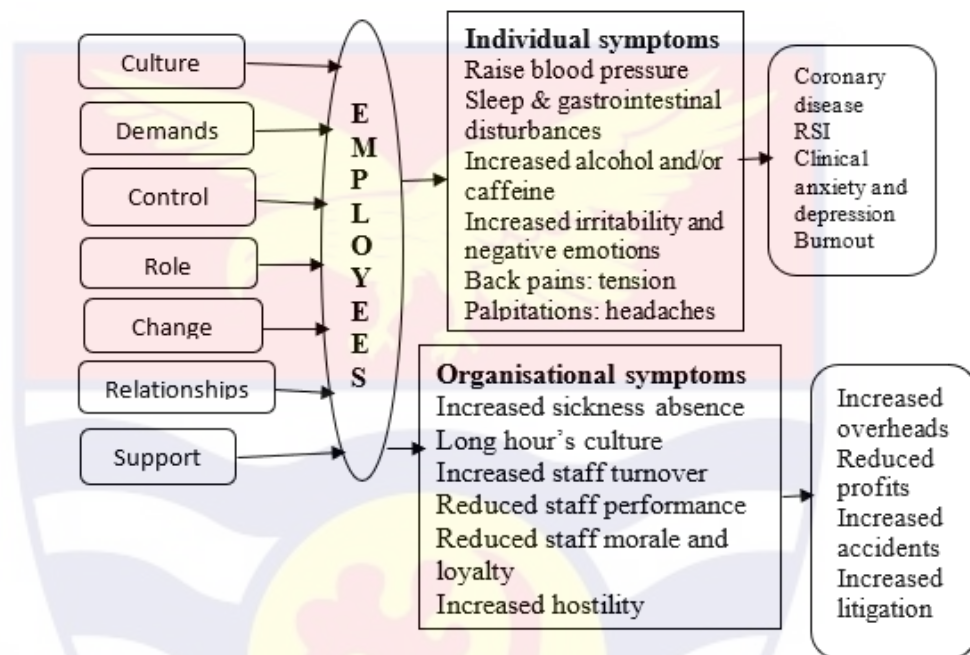 Culture
Demands
Control
Role
Change
Relationships
Support
EMPLOYEES
Individual symptoms
Raise blood pressure
Sleep & gastrointestinal
disturbances
Increased alcohol and/or
caffeine
Increased irritability and
negative emotions
Back pains: tension
Palpitations: headaches
Coronary
disease
RSI
Clinical
anxiety and
depression
Burnout
Organisational symptoms
Increased sickness absence
Long hour's culture
Increased staff turnover
Reduced staff performance
Reduced staff morale and
loyalty
Increased hostility
Increased
overheads
Reduced
profits
Increased
accidents
Increased
litigation